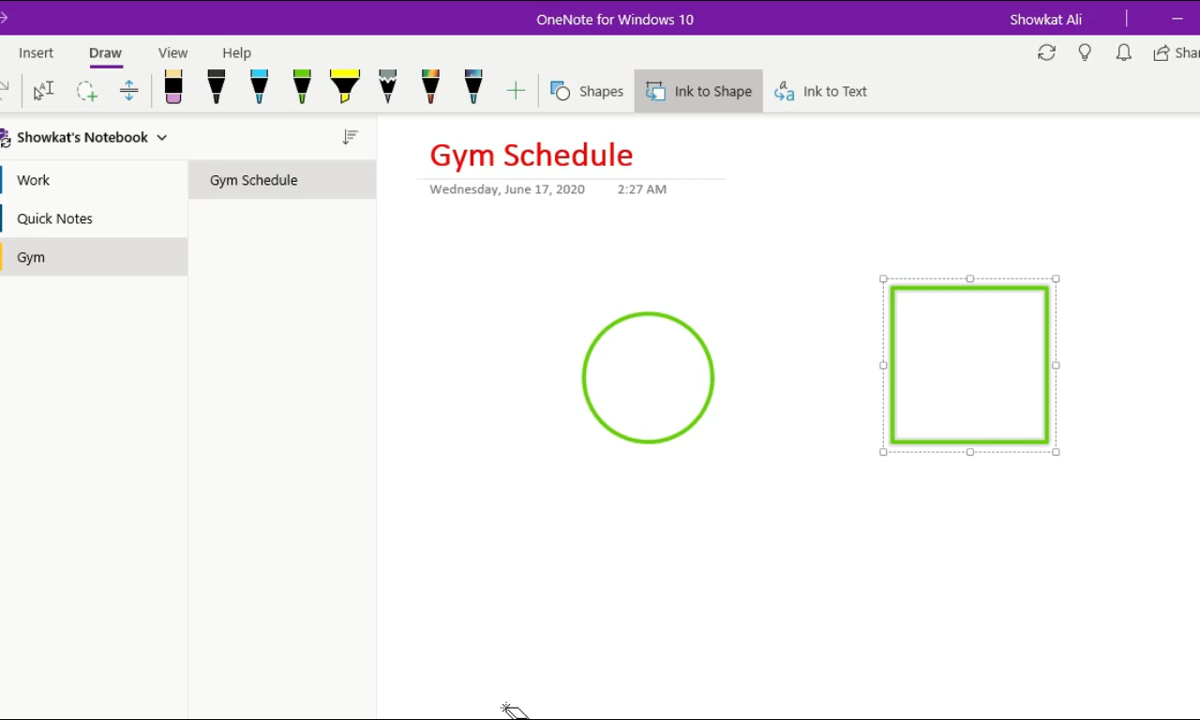 OneNote for Windows 10
Showkat Ali
Insert
Draw
View
Help
Shapes
Ink to Shape
Ink to Text
Showkat's Notebook
Work
Quick Notes
Gym
Gym Schedule
Gym Schedule
Wednesday, June 17, 2020 2:27 AM